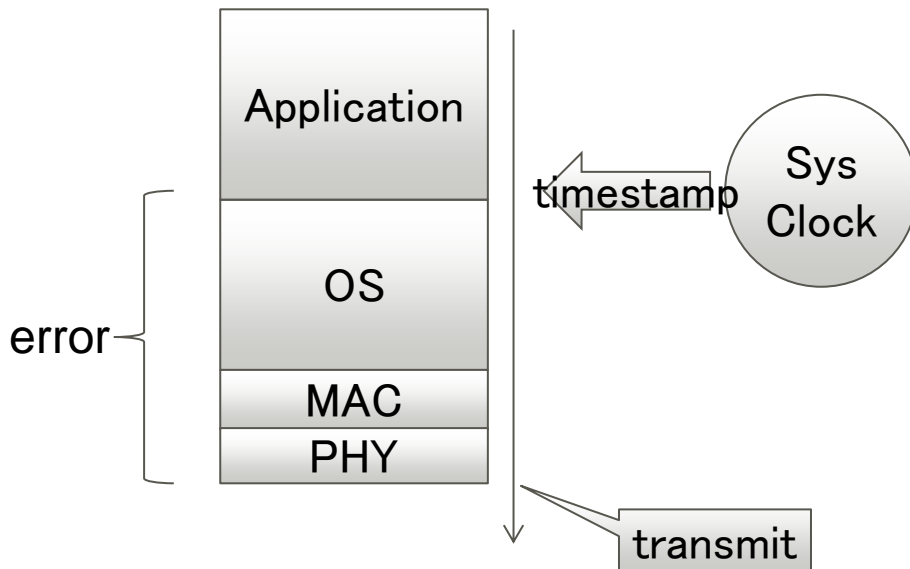 Application
timestamp
Sys
Clock
OS
error
MAC
PHY
transmit